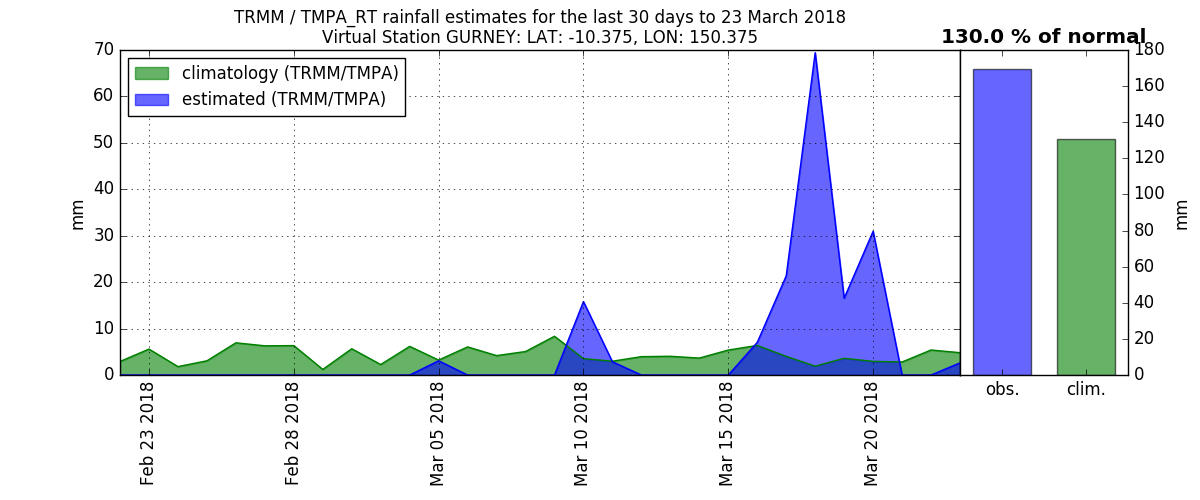 TRMM / TMPA_RT rainfall estimates for the last 30 days to 23 March 2018
Virtual Station GURNEY: LAT: -10.375, LON: 150.375
130.0 % of normal
climatology (TRMM/TMPA)
estimated (TRMM/TMPA)
mm
70
60
50
40
30
20
10
0
Feb 23 2018
Feb 28 2018
Mar 05 2018
Mar 10 2018
Mar 15 2018
Mar 20 2018
180
160
140
120
100
80
60
40
20
0
mm
obs.
clim.